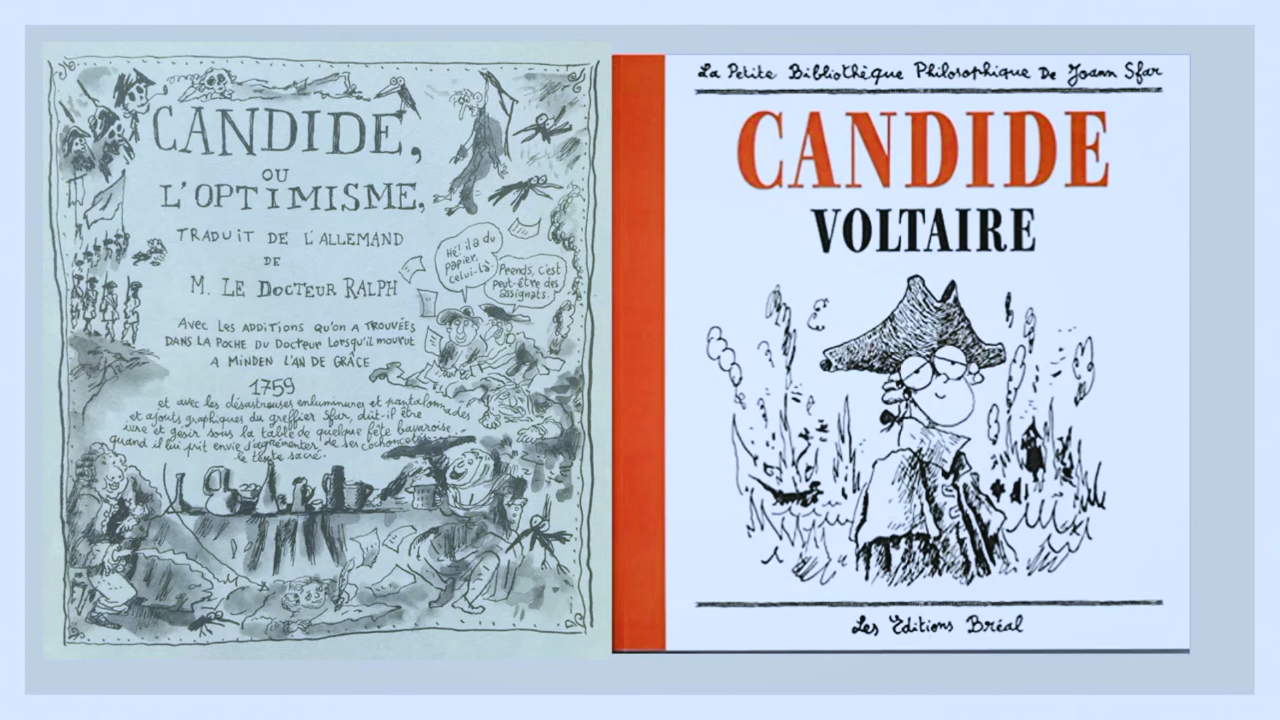 CANDIDE,
OU
L'OPTIMISME,
TRADUIT DE L'ALLEMAND
DE
M. LE DOCTEUR RALPH
Avec Les ADDITIONS QU'ON A TROUVÉES
DANS LA POCHE DU DOCTEUR LORSQU'IL MOURUT
A MINDEN L'AN DE GRÂCE
1759
et avec les désastreuses enluminures et pantalonnades
et ajouts graphiques du greffier Sfar, dût-il être
ivre et gésir sous la table de quelque fête bavaroise
quand il lui prit envie d'agrémenter de ses cochoncetés
le texte sacré.
Hé! il a du
papier,
celui-là
Prends, c'est
peut-être des
assignats.
La Petite Bibliothèque Philosophique De Joann Sfar
CANDIDE
VOLTAIRE
Les Editions Bréal